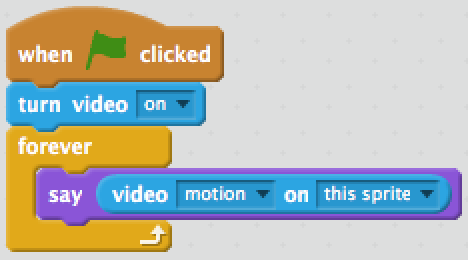 when clicked
turn video on
forever
say video motion on this sprite